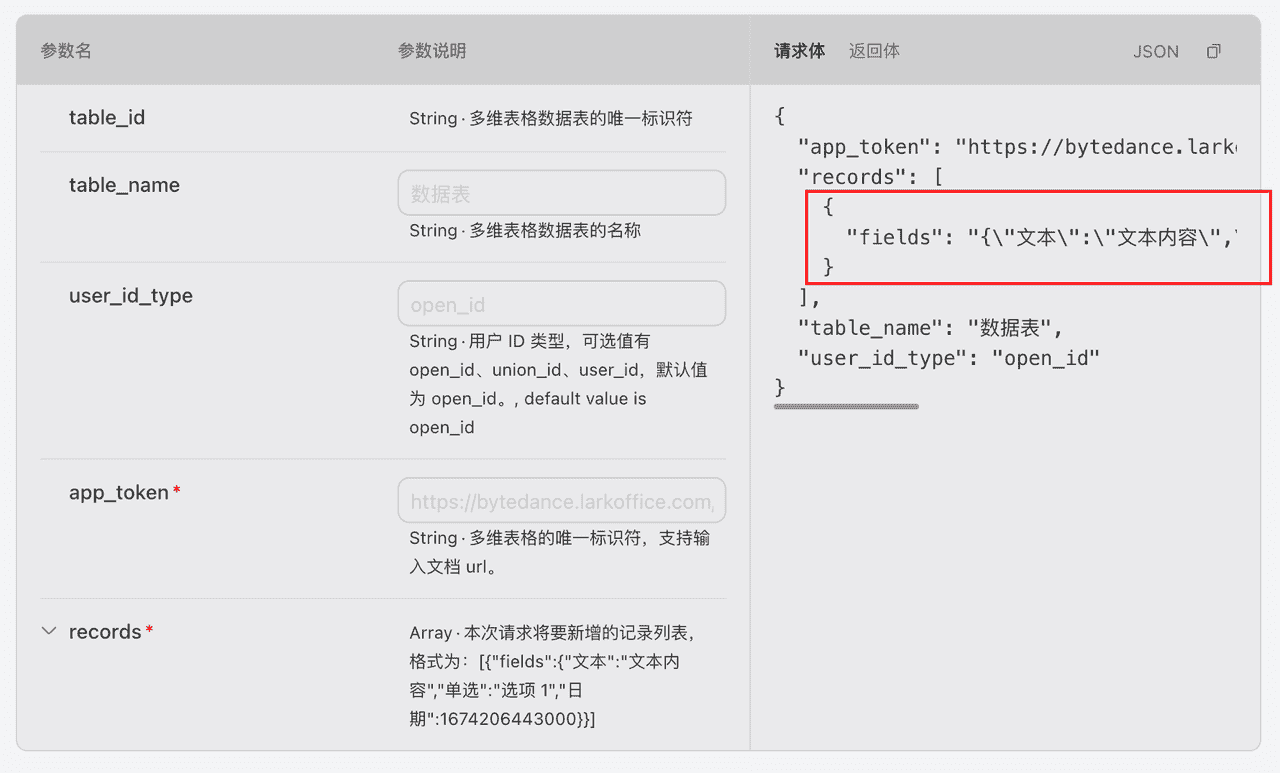 参数名
参数说明
table_id
String · 多维表格数据表的唯一标识符
table_name
数据表
String · 多维表格数据表的名称
user_id_type
open_id
String · 用户 ID 类型，可选值有
open_id、union_id、user_id，默认值
为 open_id。, default value is
open_id
app_token *
https://bytedance.larkoffice.com,
String · 多维表格的唯一标识符，支持输
入文档 url。
records *
Array · 本次请求将要新增的记录列表，
格式为：[{"fields":{"文本":"文本内
容","单选":"选项 1","日
期":1674206443000}}]
请求体
返回体
JSON
{
"app_token": "https://bytedance.lark
"records": [
{
"fields": "{\"文本\":\"文本内容\",\
}
],
"table_name": "数据表",
"user_id_type": "open_id"
}